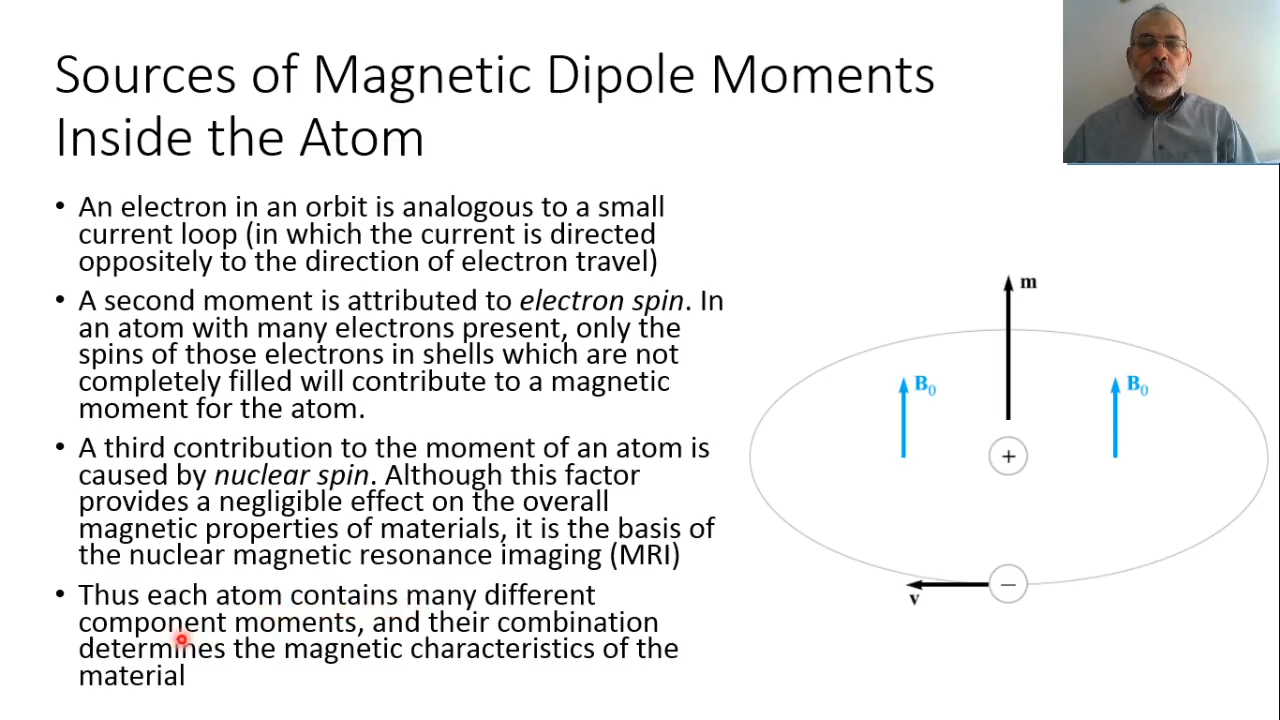 Sources of Magnetic Dipole Moments
Inside the Atom
• An electron in an orbit is analogous to a small
current loop (in which the current is directed
oppositely to the direction of electron travel)
• A second moment is attributed to electron spin. In
an atom with many electrons present, only the
spins of those electrons in shells which are not
completely filled will contribute to a magnetic
moment for the atom.
• A third contribution to the moment of an atom is
caused by nuclear spin. Although this factor
provides a negligible effect on the overall
magnetic properties of materials, it is the basis of
the nuclear magnetic resonance imaging (MRI)
• Thus each atom contains many different
component moments, and their combination
determines the magnetic characteristics of the
material
m
B₀
B₀
+
−
v